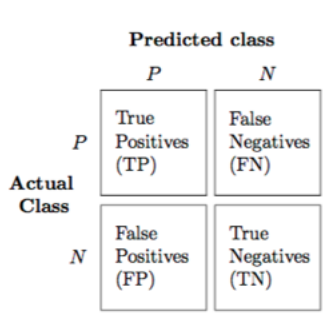 Predicted class
P N
True Positives (TP)
False Negatives (FN)
P
Actual Class
False Positives (FP)
True Negatives (TN)
N